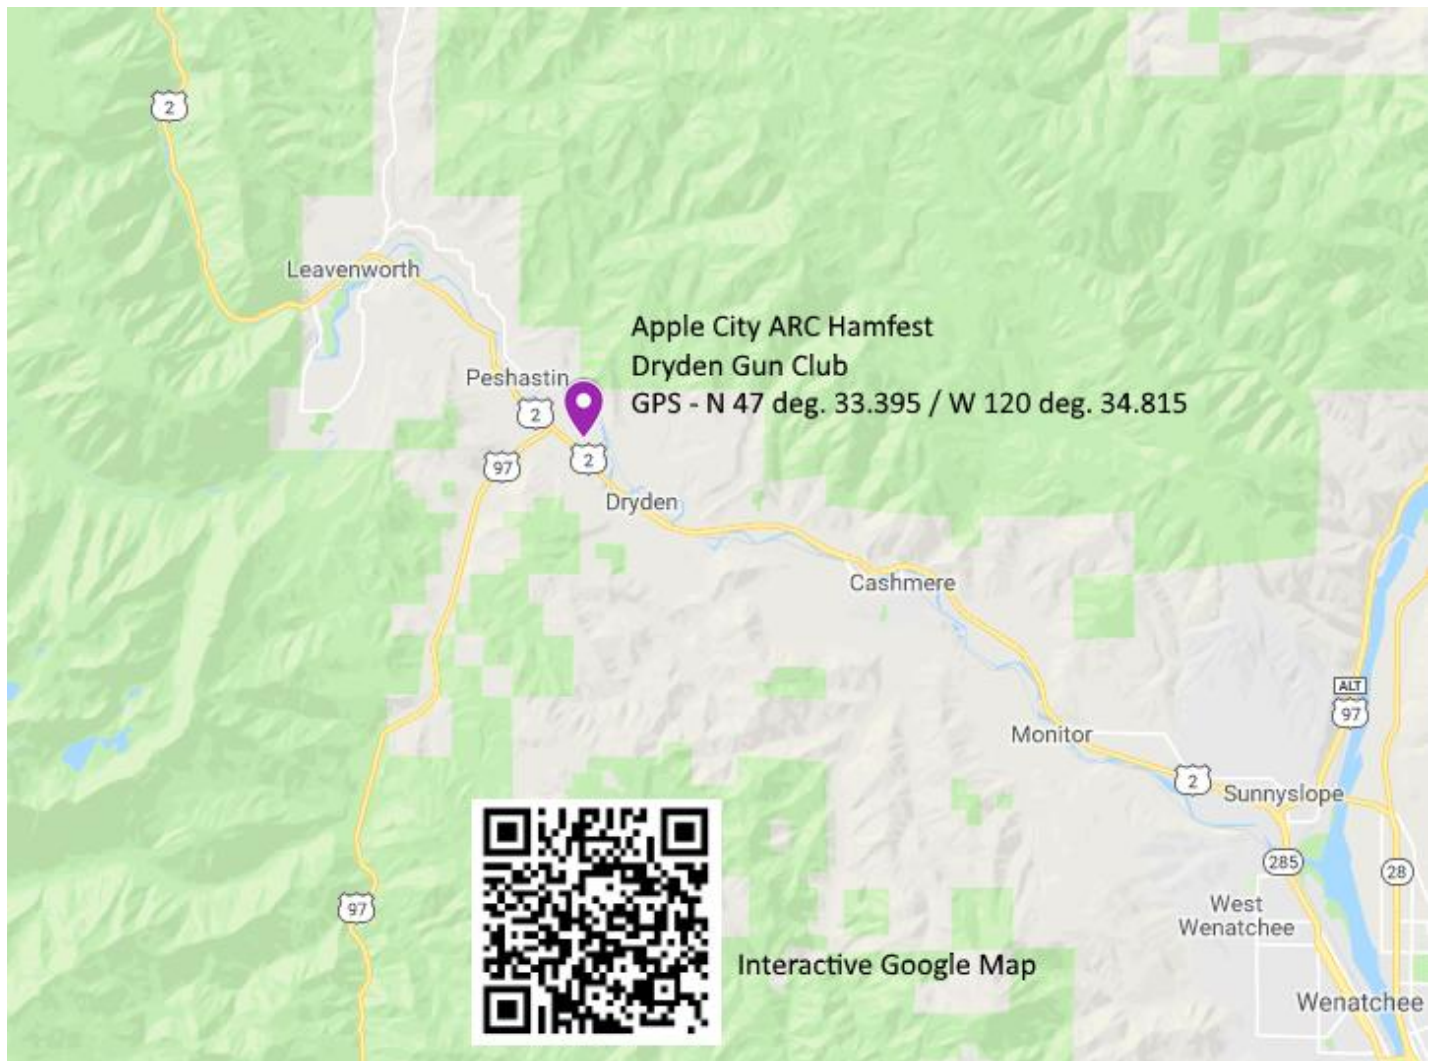 2
Leavenworth
Apple City ARC Hamfest
Dryden Gun Club
GPS - N 47 deg. 33.395 / W 120 deg. 34.815
Peshastin
2
97
2
Dryden
Cashmere
ALT
97
Monitor
2
Sunnyslope
285
28
97
West
Wenatchee
Interactive Google Map
Wenatchee